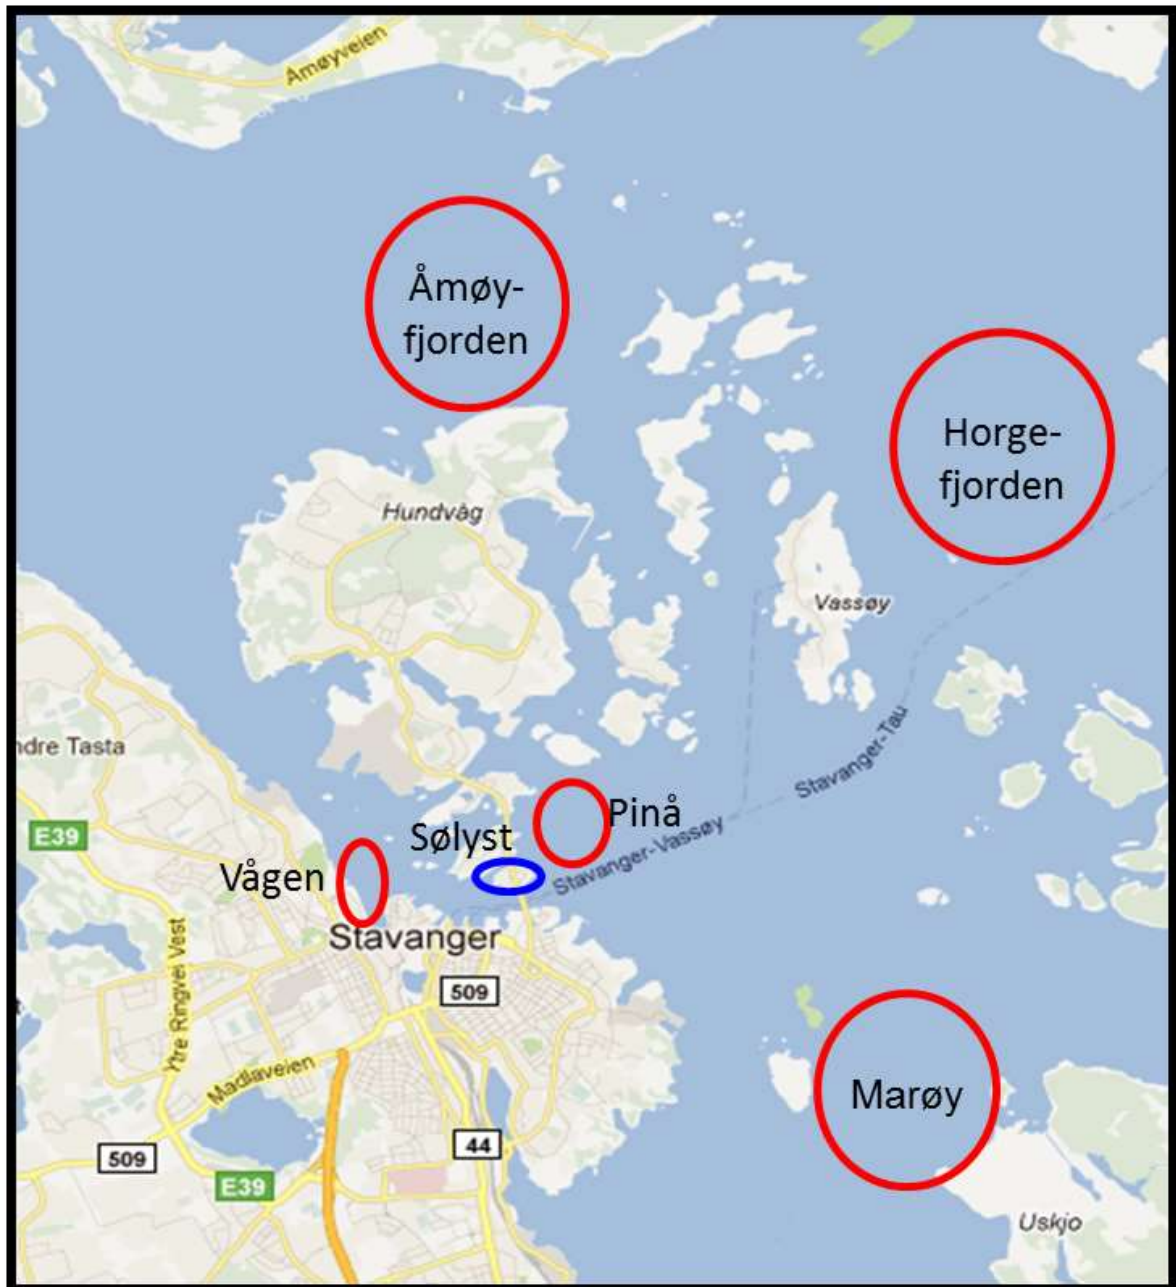 Åmøyveien
Åmøy-
fjorden
Horge-
fjorden
Hundvåg
Vassøy
ndre Tasta
Stavanger-Tau
E39
Sølyst
Pinå
Vågen
Stavanger-Vassøy
Stavanger
509
Ytre Ringvei Vest
Madlaveien
Marøy
509
44
E39
Uskjo